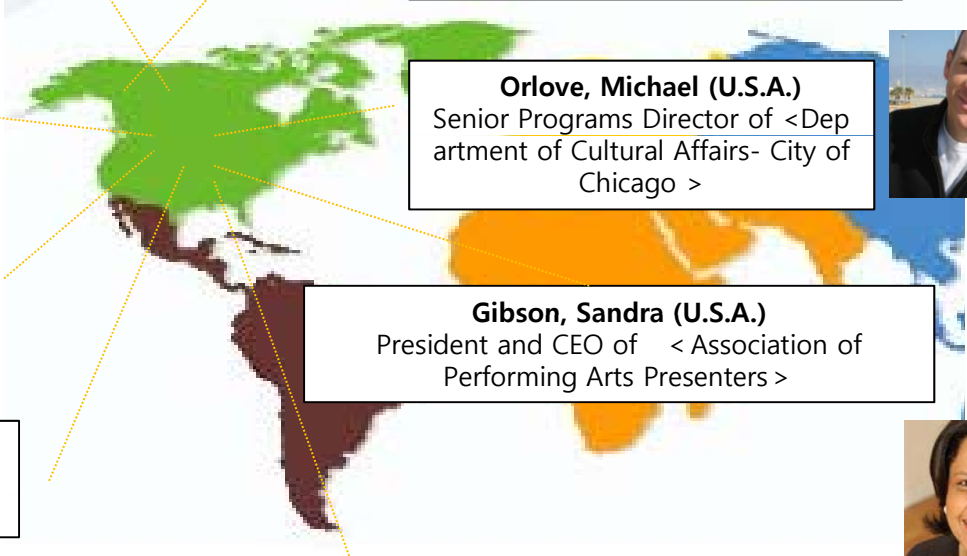 Orlove, Michael (U.S.A.)
Senior Programs Director of <Dep
artment of Cultural Affairs- City of
Chicago >
Gibson, Sandra (U.S.A.)
President and CEO of < Association of
Performing Arts Presenters >